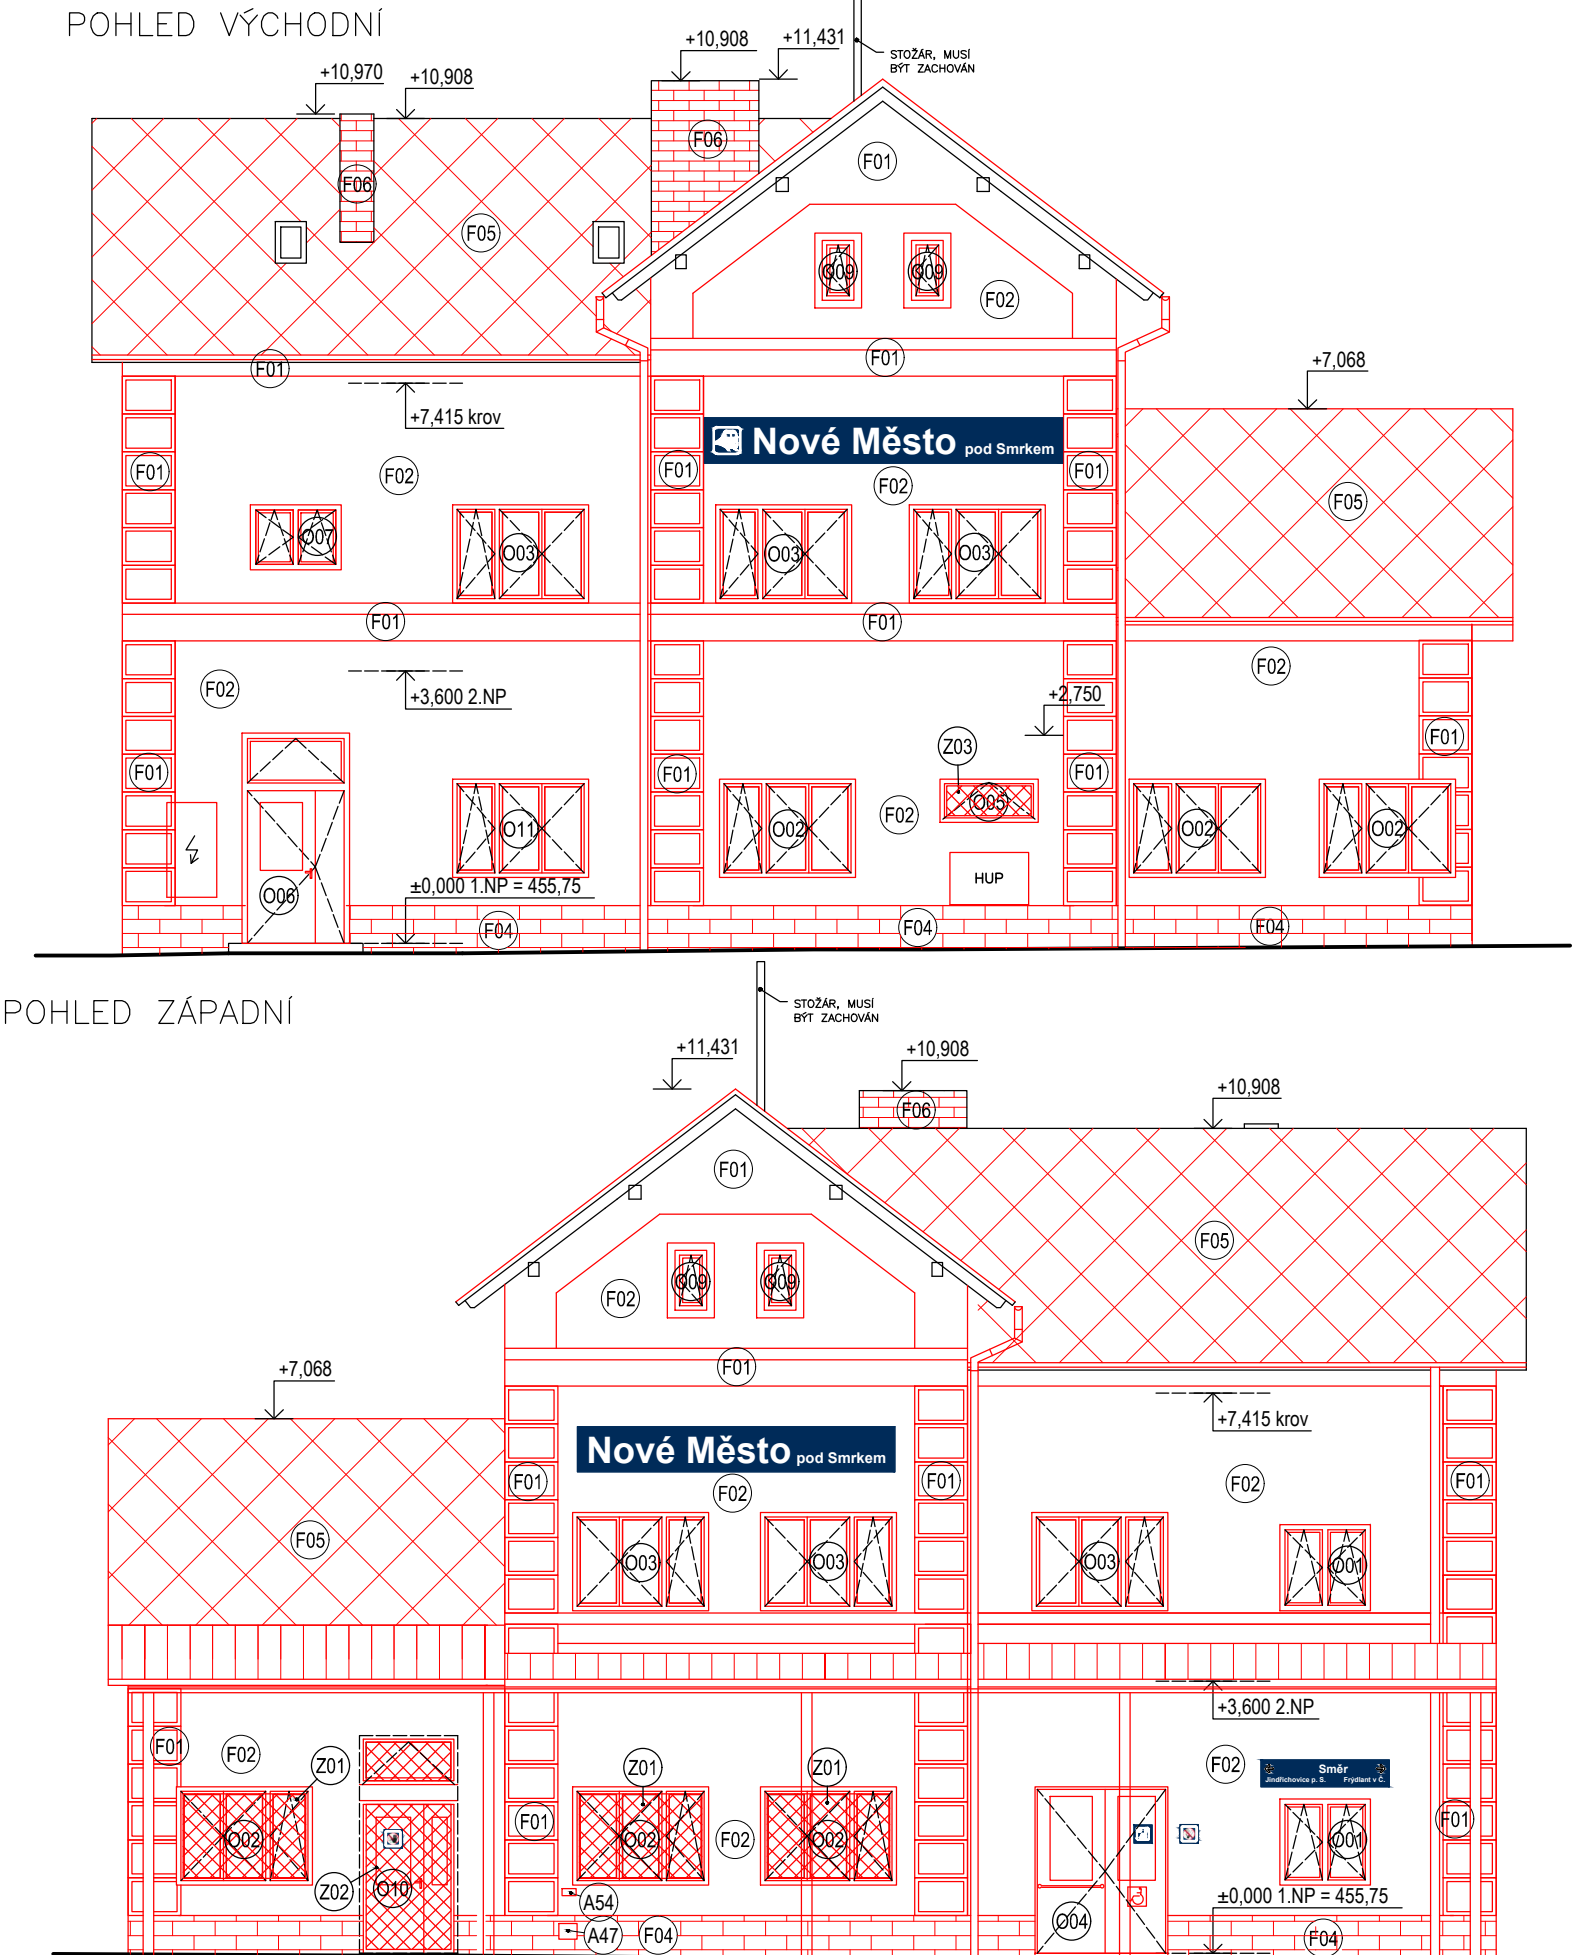 POHLED VÝCHODNÍ
+10,908
+11,431
STOŽÁR, MUSÍ
BÝT ZACHOVÁN
+10,970
+10,908
F06
F01
F06
F05
O09
O09
F02
F01
F01
+7,068
+7,415 krov
Nové Město pod Smrkem
F01
F02
F01
F02
F01
F05
O07
O03
O03
O03
F01
F01
F02
F02
+3,600 2.NP
+2,750
Z03
F01
F01
F01
F01
O05
F02
O11
O02
O02
O02
HUP
O06
±0,000 1.NP = 455,75
F04
F04
F04
POHLED ZÁPADNÍ
STOŽÁR, MUSÍ
BÝT ZACHOVÁN
+11,431
+10,908
+10,908
F06
F01
F05
O09
O09
F02
F01
+7,068
+7,415 krov
Nové Město pod Smrkem
F01
F02
F01
F02
F01
F05
O03
O03
O03
O01
+3,600 2.NP
F01
F02
Z01
Z01
Z01
F02
Směr
Jindřichovice p. S. Frýdlant v Č.
F01
F01
O02
O02
F02
O02
O01
Z02
O10
A54
±0,000 1.NP = 455,75
A47
F04
O04
F04